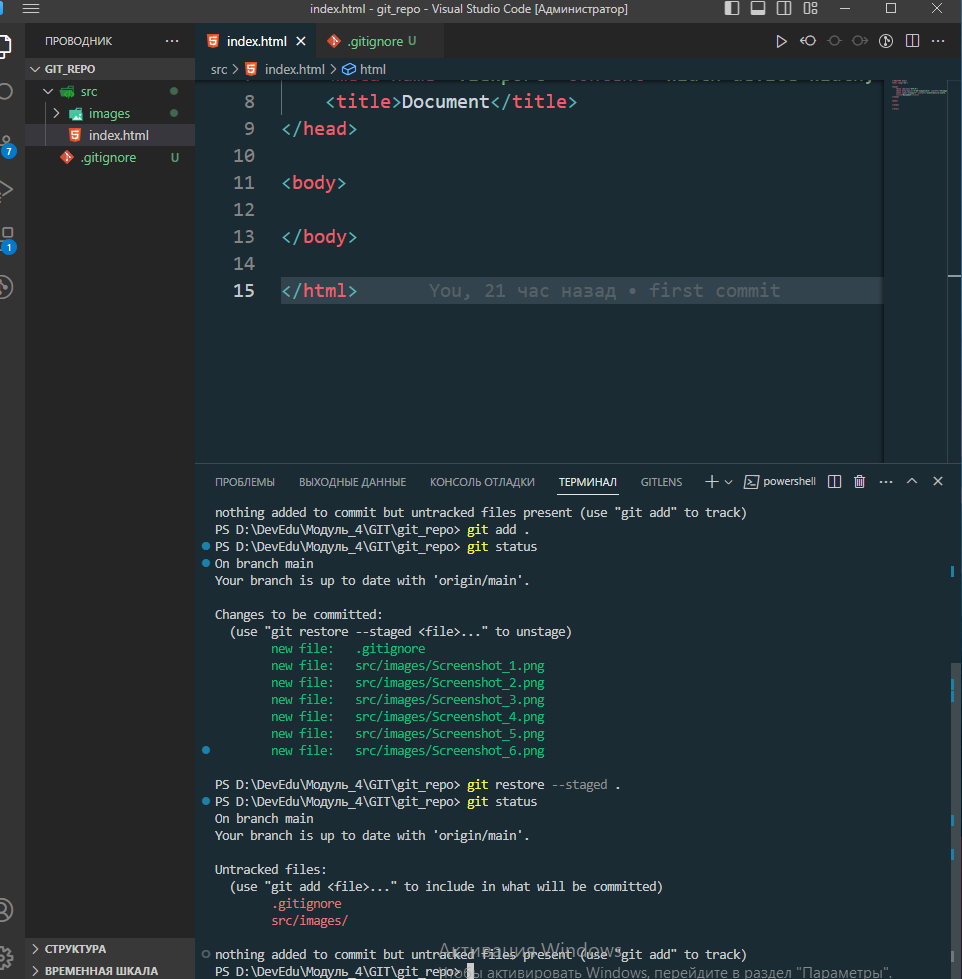 index.html - git_repo - Visual Studio Code [Администратор]
ПРОВОДНИК
index.html
.gitignore U
GIT_REPO
src > index.html > html
src
images
index.html
.gitignore U
7
1
8 <title>Document</title>
9 </head>
10
11 <body>
12
13 </body>
14
15 </html> You, 21 час назад • first commit
ПРОБЛЕМЫ ВЫХОДНЫЕ ДАННЫЕ КОНСОЛЬ ОТЛАДКИ ТЕРМИНАЛ GITLENS powershell
nothing added to commit but untracked files present (use "git add" to track)
PS D:\DevEdu\Модуль_4\GIT\git_repo> git add .
PS D:\DevEdu\Модуль_4\GIT\git_repo> git status
On branch main
Your branch is up to date with 'origin/main'.
Changes to be committed:
(use "git restore --staged <file>..." to unstage)
new file: .gitignore
new file: src/images/Screenshot_1.png
new file: src/images/Screenshot_2.png
new file: src/images/Screenshot_3.png
new file: src/images/Screenshot_4.png
new file: src/images/Screenshot_5.png
new file: src/images/Screenshot_6.png
PS D:\DevEdu\Модуль_4\GIT\git_repo> git restore --staged .
PS D:\DevEdu\Модуль_4\GIT\git_repo> git status
On branch main
Your branch is up to date with 'origin/main'.
Untracked files:
(use "git add <file>..." to include in what will be committed)
.gitignore
src/images/
nothing added to commit but untracked files present (use "git add" to track)
PS D:\DevEdu\Модуль_4\GIT\git_repo>
Активация Windows
Чтобы активировать Windows, перейдите в раздел "Параметры".
СТРУКТУРА
ВРЕМЕННАЯ ШКАЛА